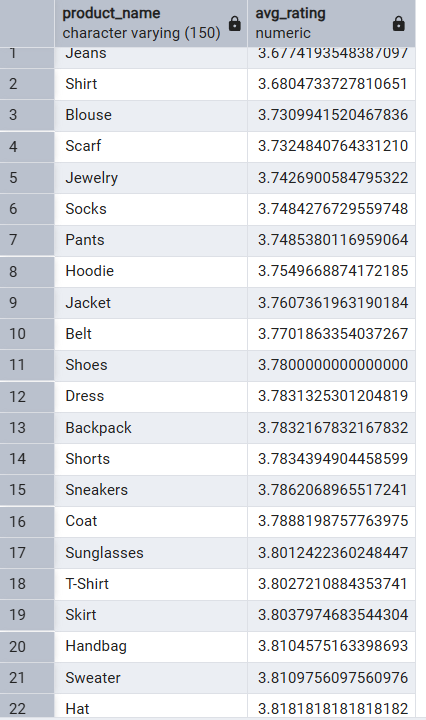 product_name avg_rating
character varying (150) numeric
1 Jeans 3.6774193548387097
2 Shirt 3.6804733727810651
3 Blouse 3.7309941520467836
4 Scarf 3.7324840764331210
5 Jewelry 3.7426900584795322
6 Socks 3.7484276729559748
7 Pants 3.7485380116959064
8 Hoodie 3.7549668874172185
9 Jacket 3.7607361963190184
10 Belt 3.7701863354037267
11 Shoes 3.7800000000000000
12 Dress 3.7831325301204819
13 Backpack 3.7832167832167832
14 Shorts 3.7834394904458599
15 Sneakers 3.7862068965517241
16 Coat 3.7888198757763975
17 Sunglasses 3.8012422360248447
18 T-Shirt 3.8027210884353741
19 Skirt 3.8037974683544304
20 Handbag 3.8104575163398693
21 Sweater 3.8109756097560976
22 Hat 3.8181818181818182